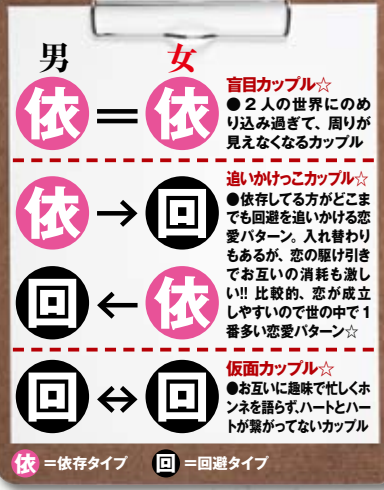 男 女
依＝依
盲目カップル☆
●２人の世界にのめ
り込み過ぎて、周りが
見えなくなるカップル
依→回
回←依
追いかけっこカップル☆
●依存してる方がどこま
でも回避を追いかける恋
愛パターン。入れ替わり
もあるが、恋の駆け引き
でお互いの消耗も激し
い!! 比較的、恋が成立
しやすいので世の中で１
番多い恋愛パターン☆
回↔回
仮面カップル☆
●お互いに趣味で忙しくホ
ンネを語らず､ハートとハー
トが繋がってないカップル
依＝依存タイプ 回＝回避タイプ